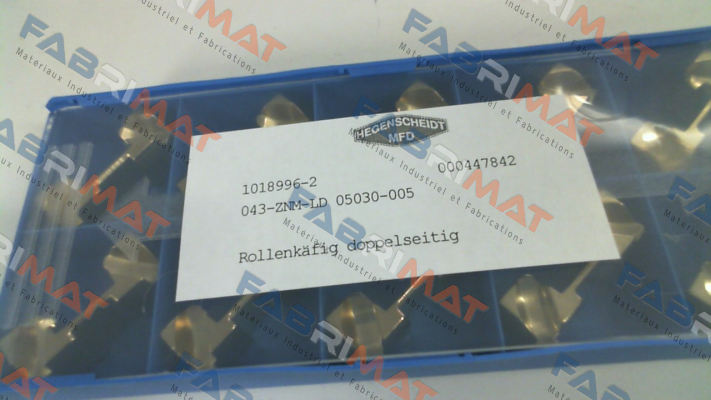 HEGENSCHEIDT
MFD
1018996-2
000447842
043-ZNM-LD 05030-005
Rollenkäfig doppelseitig
FABRIMAT
Materiaux Industriel et Fabrications